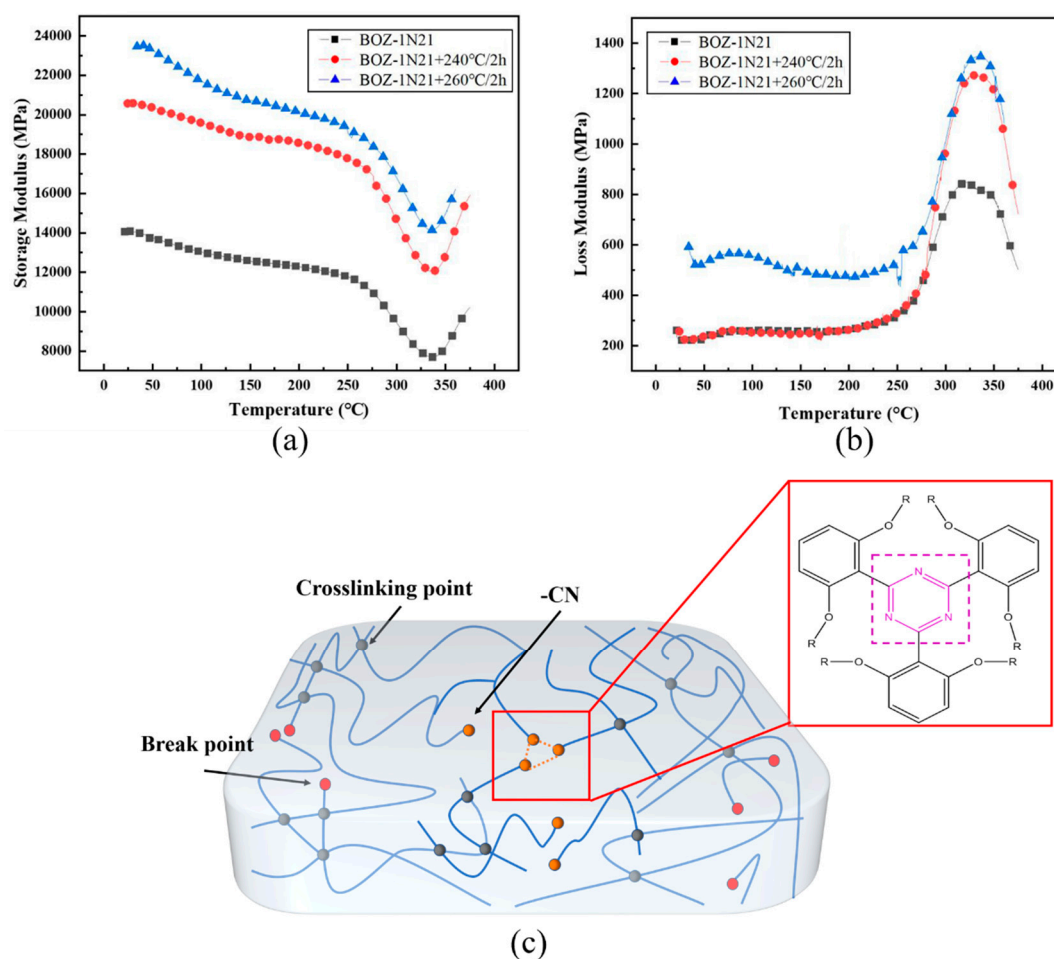 BOZ-1N21
BOZ-1N21+240℃/2h
BOZ-1N21+260℃/2h
Storage Modulus (MPa)
24000
22000
20000
18000
16000
14000
12000
10000
8000
0
50
100
150
200
250
300
350
400
Temperature (℃)
(a)
BOZ-1N21
BOZ-1N21+240℃/2h
BOZ-1N21+260℃/2h
Loss Modulus (MPa)
1400
1200
1000
800
600
400
200
0
50
100
150
200
250
300
350
400
Temperature (℃)
(b)
Crosslinking point
-CN
Break point
R
R
O
O
N
O
N
N
O
R
R
R
O
O
R
(c)